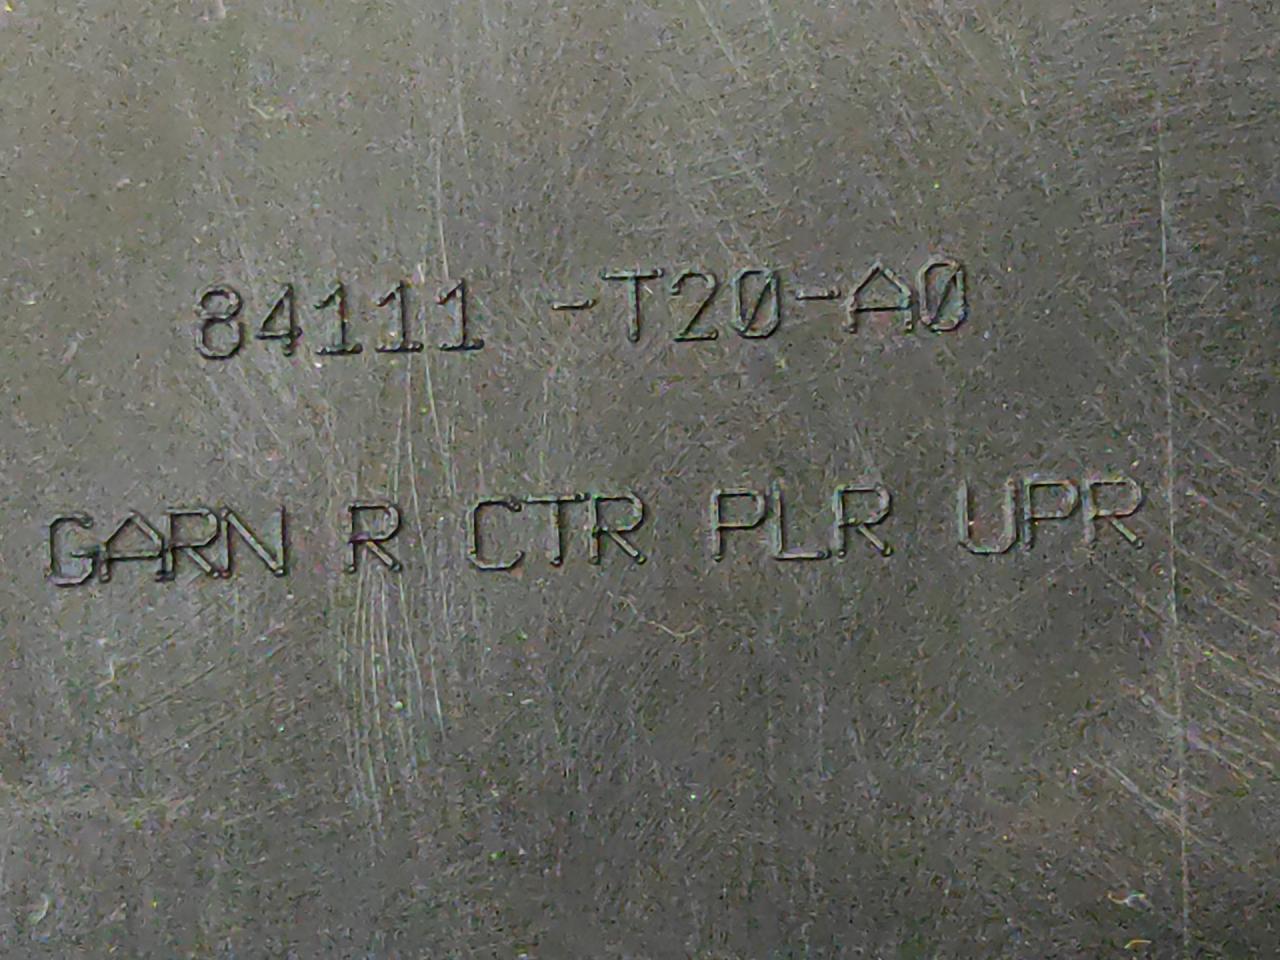 84111 -T20-A0
GARN R CTR PLR UPR